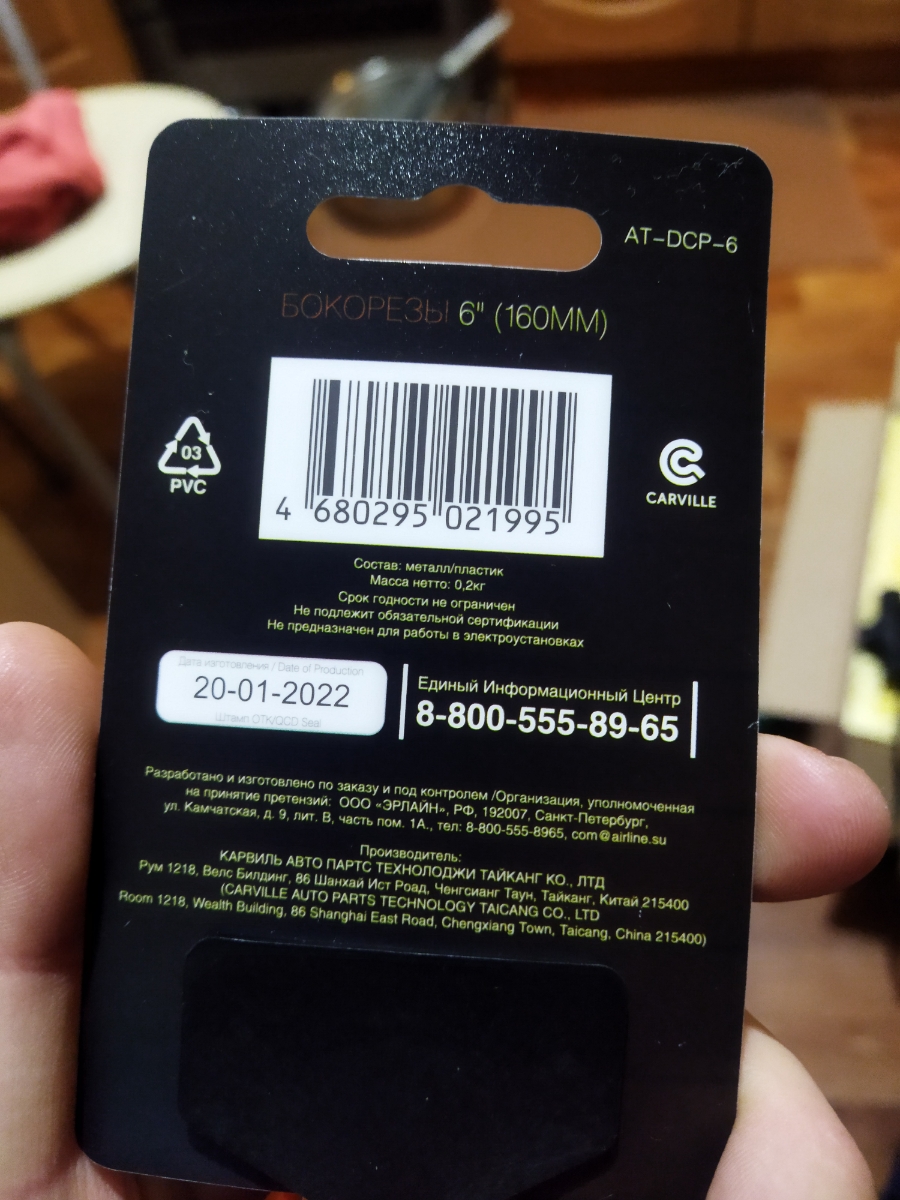 AT-DCP-6
БОКОРЕЗЫ 6" (160ММ)
03
PVC
4 680295 021995
CARVILLE
Состав: металл/пластик
Масса нетто: 0,2кг
Срок годности не ограничен
Не подлежит обязательной сертификации
Не предназначен для работы в электроустановках
Дата изготовления / Date of Production
20-01-2022
Штамп ОТК/QCD Seal
Единый Информационный Центр
8-800-555-89-65
Разработано и изготовлено по заказу и под контролем /Организация, уполномоченная
на принятие претензий: ООО «ЭРЛАЙН», РФ, 192007, Санкт-Петербург,
ул. Камчатская, д. 9, лит. В, часть пом. 1А., тел: 8-800-555-8965, com@airline.su
Производитель:
КАРВИЛЬ АВТО ПАРТС ТЕХНОЛОДЖИ ТАЙКАНГ КО., ЛТД
Рум 1218, Велс Билдинг, 86 Шанхай Ист Роад, Ченгсианг Таун, Тайканг, Китай 215400
(CARVILLE AUTO PARTS TECHNOLOGY TAICANG CO., LTD
Room 1218, Wealth Building, 86 Shanghai East Road, Chengxiang Town, Taicang, China 215400)